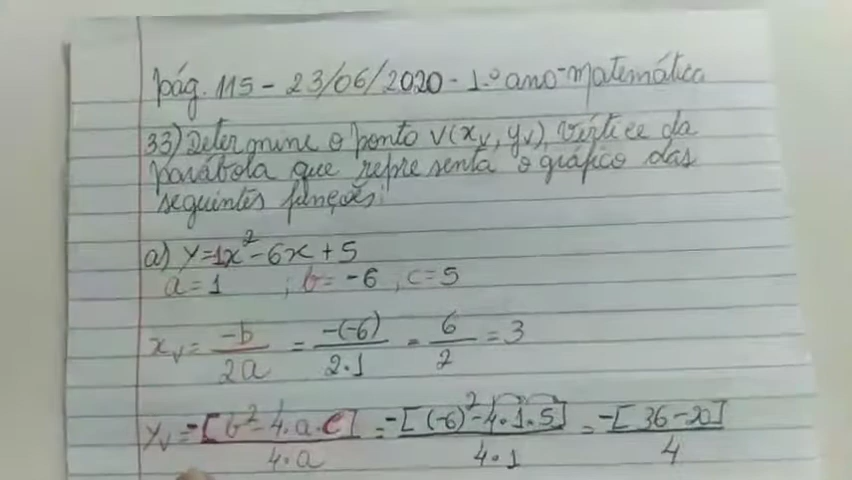 pág. 115 - 23/06/2020 - 1.º ano - matemática
33) Determine o ponto V(xᵥ, yᵥ), vértice da
parábola que representa o gráfico das
seguintes funções:
a) y=1x²-6x+5
a=1 ; b=-6, c=5
xᵥ = -b/2a = -(-6)/2·1 = 6/2 = 3
yᵥ = -[b²-4·a·c]/4·a = -[(-6)²-4·1·5]/4·1 = -[36-20]/4